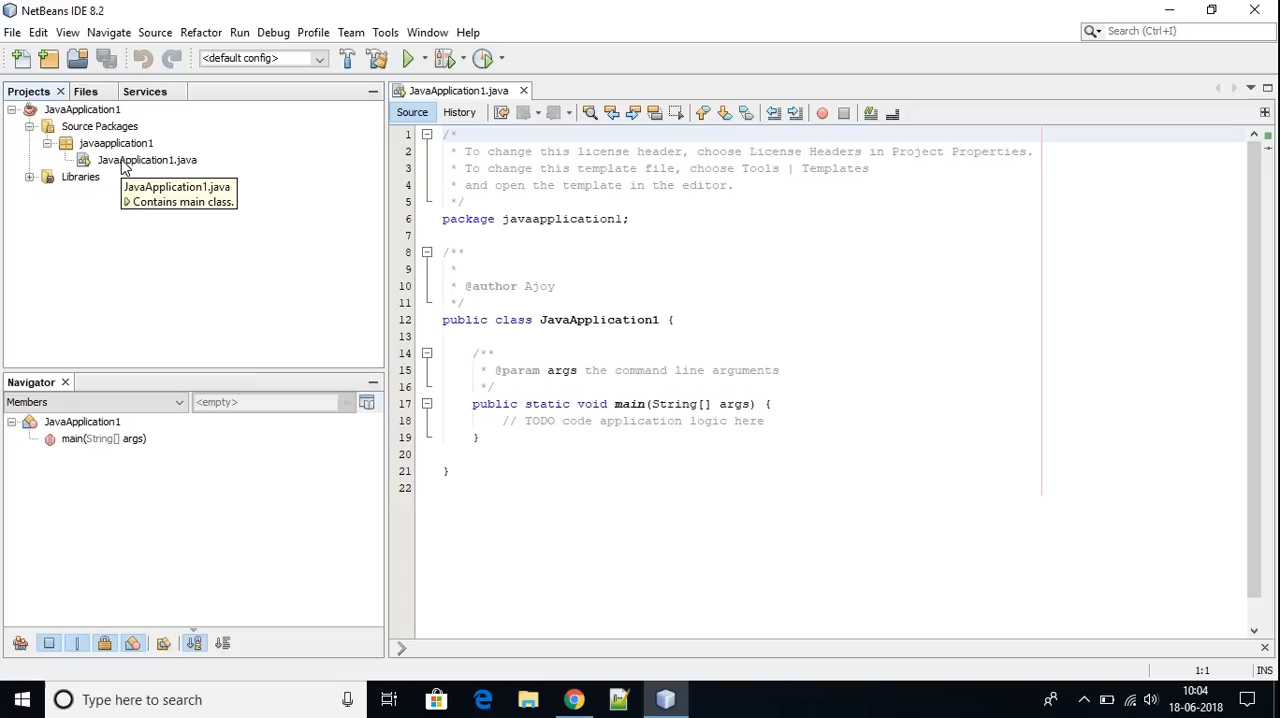 NetBeans IDE 8.2
File Edit View Navigate Source Refactor Run Debug Profile Team Tools Window Help
Search (Ctrl+I)
<default config>
Projects Files Services
JavaApplication1
Source Packages
javaapplication1
JavaApplication1.java
Libraries
JavaApplication1.java
Contains main class.
Navigator
Members
<empty>
JavaApplication1
main(String[] args)
JavaApplication1.java
Source History
1 /*
2 * To change this license header, choose License Headers in Project Properties.
3 * To change this template file, choose Tools | Templates
4 * and open the template in the editor.
5 */
6 package javaapplication1;
7
8 /**
9 *
10 * @author Ajoy
11 */
12 public class JavaApplication1 {
13
14 /**
15 * @param args the command line arguments
16 */
17 public static void main(String[] args) {
18 // TODO code application logic here
19 }
20
21 }
22
1:1 INS
Type here to search
10:04
18-06-2018